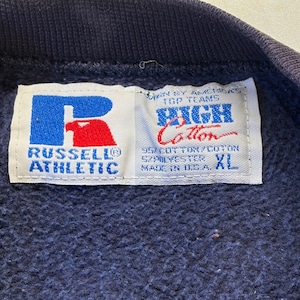 R
RUSSELL®
ATHLETIC
WORN BY AMERICA'S
TOP TEAMS
HIGH
Cotton
95/COTTON/COTON
5/POLYESTER
MADE IN U.S.A. XL